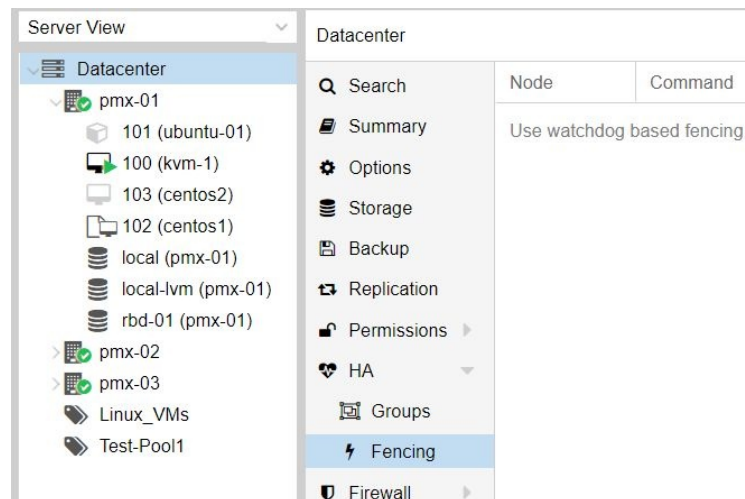 Server View
Datacenter
pmx-01
101 (ubuntu-01)
100 (kvm-1)
103 (centos2)
102 (centos1)
local (pmx-01)
local-lvm (pmx-01)
rbd-01 (pmx-01)
pmx-02
pmx-03
Linux_VMs
Test-Pool1
Datacenter
Search
Summary
Options
Storage
Backup
Replication
Permissions
HA
Groups
Fencing
Firewall
Node Command
Use watchdog based fencing